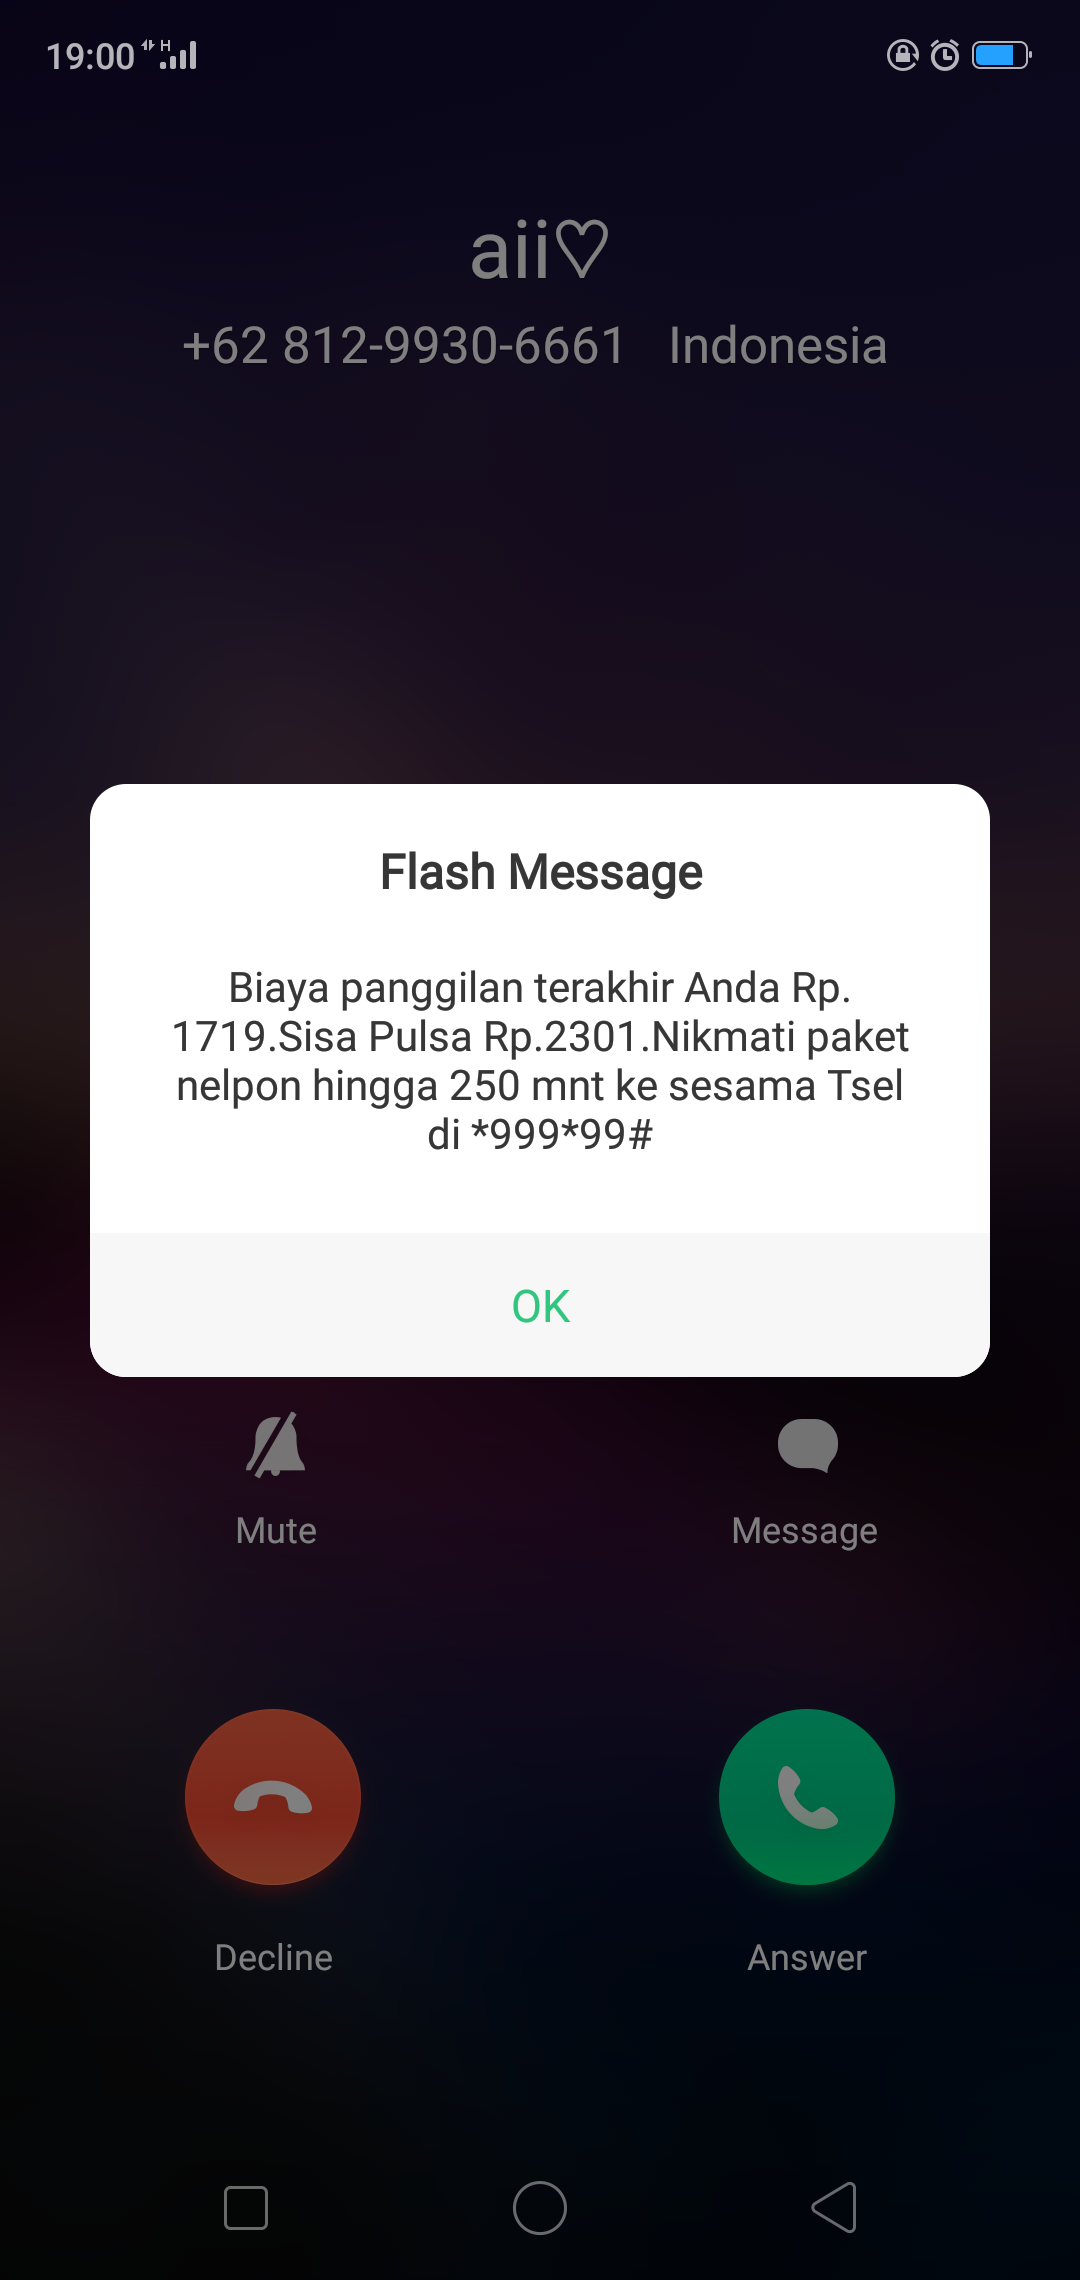 19:00 H
aii♡
+62 812-9930-6661 Indonesia
Flash Message
Biaya panggilan terakhir Anda Rp.
1719.Sisa Pulsa Rp.2301.Nikmati paket
nelpon hingga 250 mnt ke sesama Tsel
di *999*99#
OK
Mute Message
Decline Answer